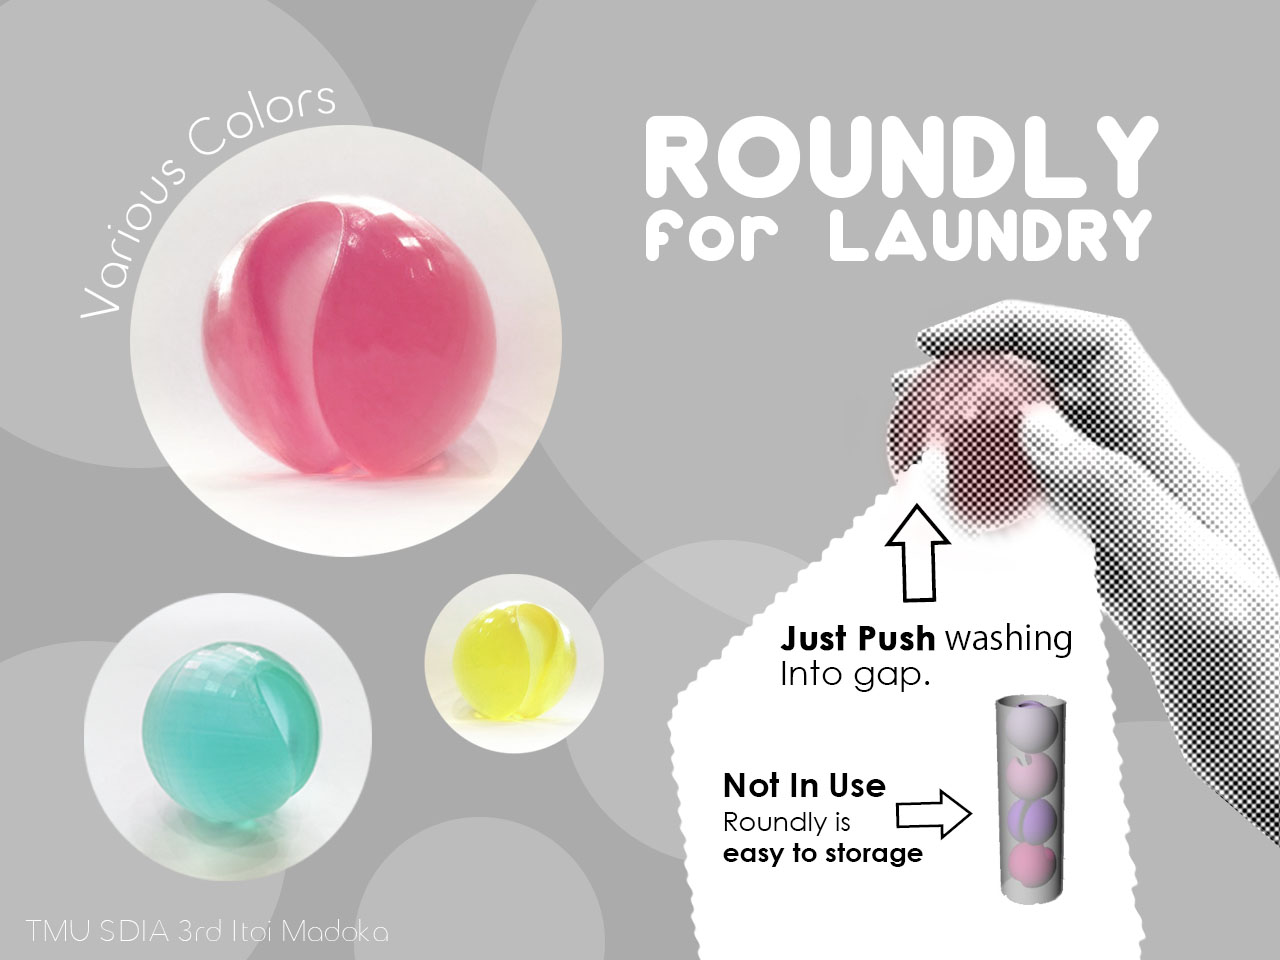 Various Colors
ROUNDLY
for LAUNDRY
Just Push washing
Into gap.
Not In Use
Roundly is
easy to storage
TMU SDIA 3rd Itoi Madoka